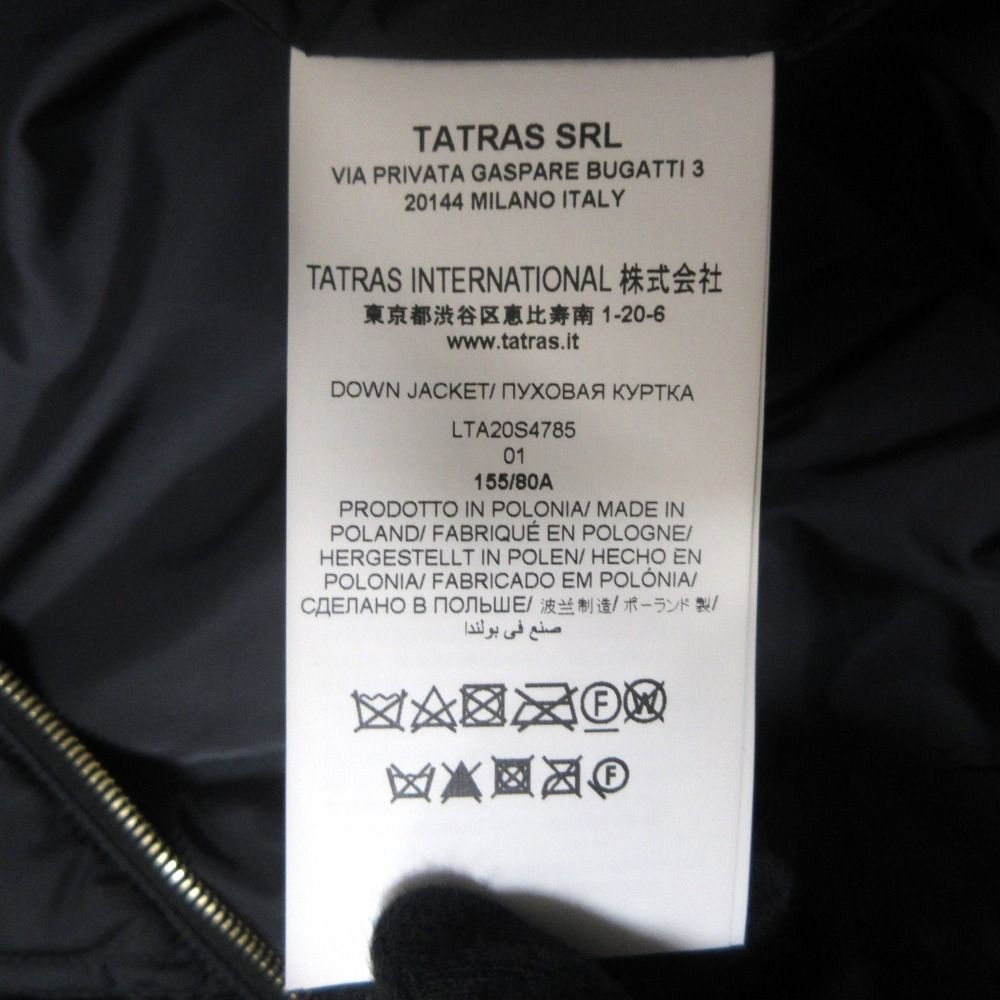 TATRAS SRL
VIA PRIVATA GASPARE BUGATTI 3
20144 MILANO ITALY
TATRAS INTERNATIONAL 株式会社
東京都渋谷区恵比寿南 1-20-6
www.tatras.it
DOWN JACKET/ ПУХОВАЯ КУРТКА
LTA20S4785
01
155/80A
PRODOTTO IN POLONIA/ MADE IN
POLAND/ FABRIQUÉ EN POLOGNE/
HERGESTELLT IN POLEN/ HECHO EN
POLONIA/ FABRICADO EM POLÓNIA/
СДЕЛАНО В ПОЛЬШЕ/ 波兰制造/ ポーランド製/
صنع في بولندا
F W
F